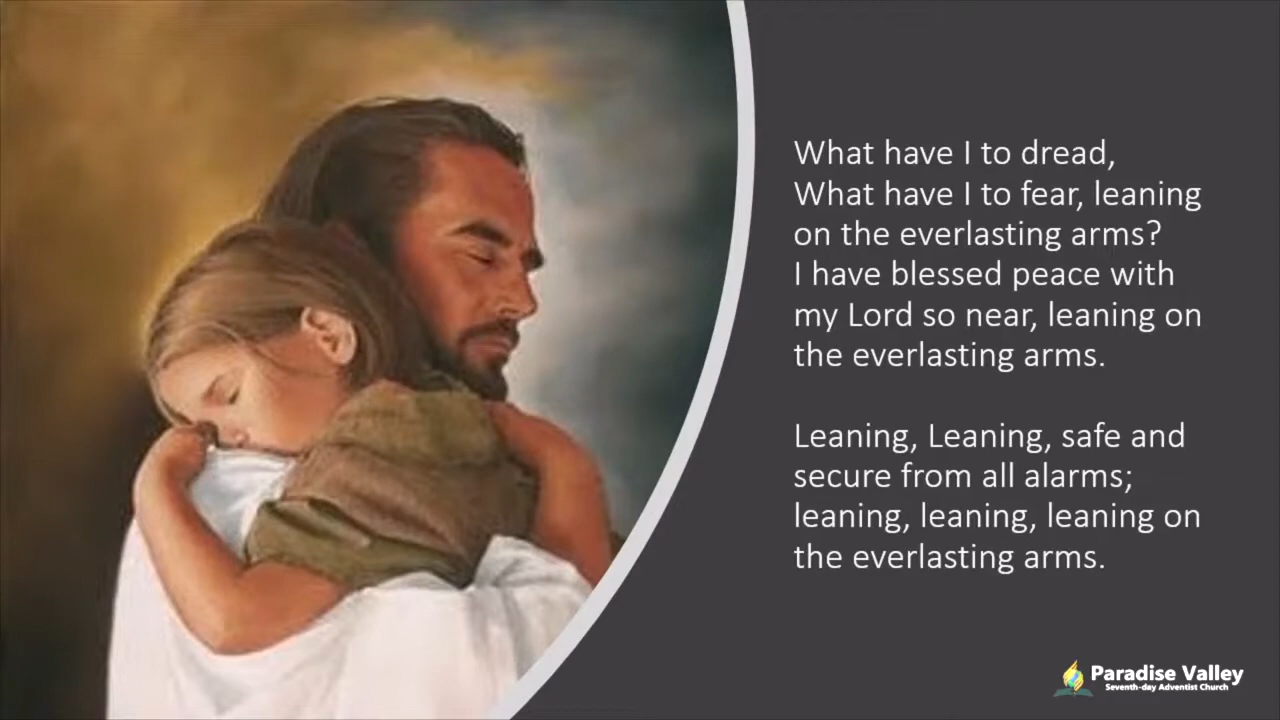 What have I to dread,
What have I to fear, leaning
on the everlasting arms?
I have blessed peace with
my Lord so near, leaning on
the everlasting arms.
Leaning, Leaning, safe and
secure from all alarms;
leaning, leaning, leaning on
the everlasting arms.
Paradise Valley
Seventh-day Adventist Church